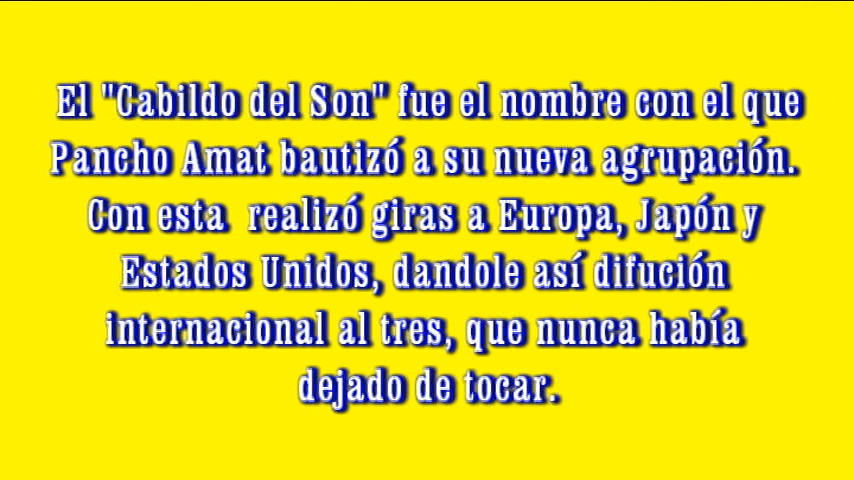 El "Cabildo del Son" fue el nombre con el que
Pancho Amat bautizó a su nueva agrupación.
Con esta  realizó giras a Europa, Japón y
Estados Unidos, dandole así difución
internacional al tres, que nunca había
dejado de tocar.